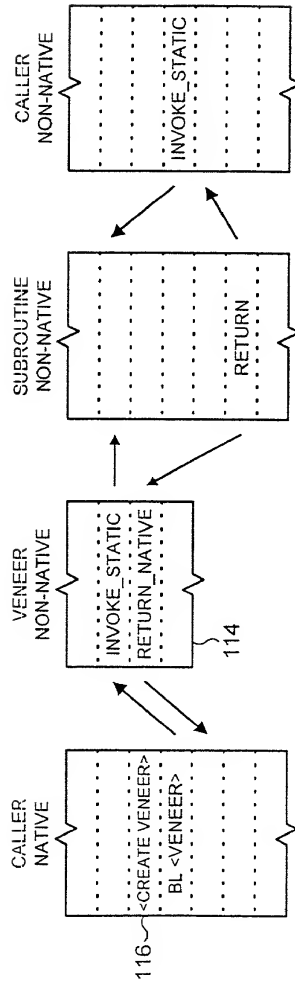 CALLER
NATIVE
<CREATE VENEER>
BL <VENEER>
116
VENEER
NON-NATIVE
INVOKE_STATIC
RETURN_NATIVE
114
SUBROUTINE
NON-NATIVE
RETURN
CALLER
NON-NATIVE
INVOKE_STATIC